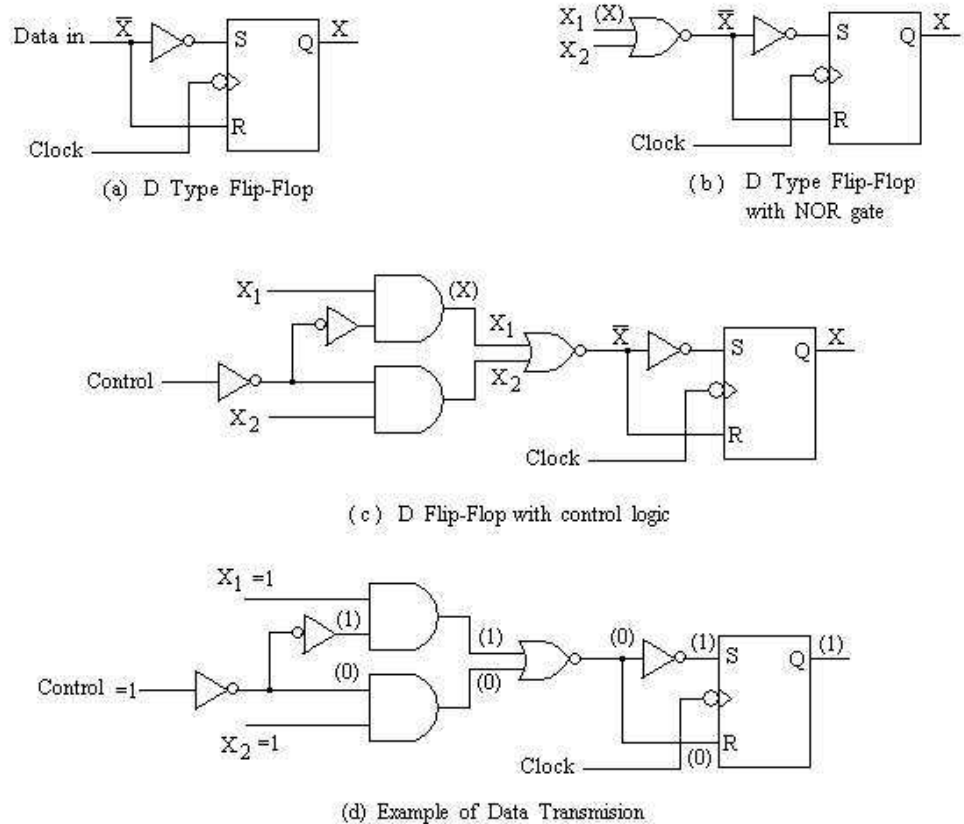 Data in X̅ S Q X
Clock R
(a) D Type Flip-Flop
X1 (X) X̅ S Q X
X2
Clock R
( b ) D Type Flip-Flop
with NOR gate
X1 (X)
X1 X̅ S Q X
Control X2
X2 R
Clock
( c ) D Flip-Flop with control logic
X1 =1
(1) (1) (0) (1) S Q (1)
Control =1 (0) (0)
X2 =1 R
Clock (0)
(d) Example of Data Transmision